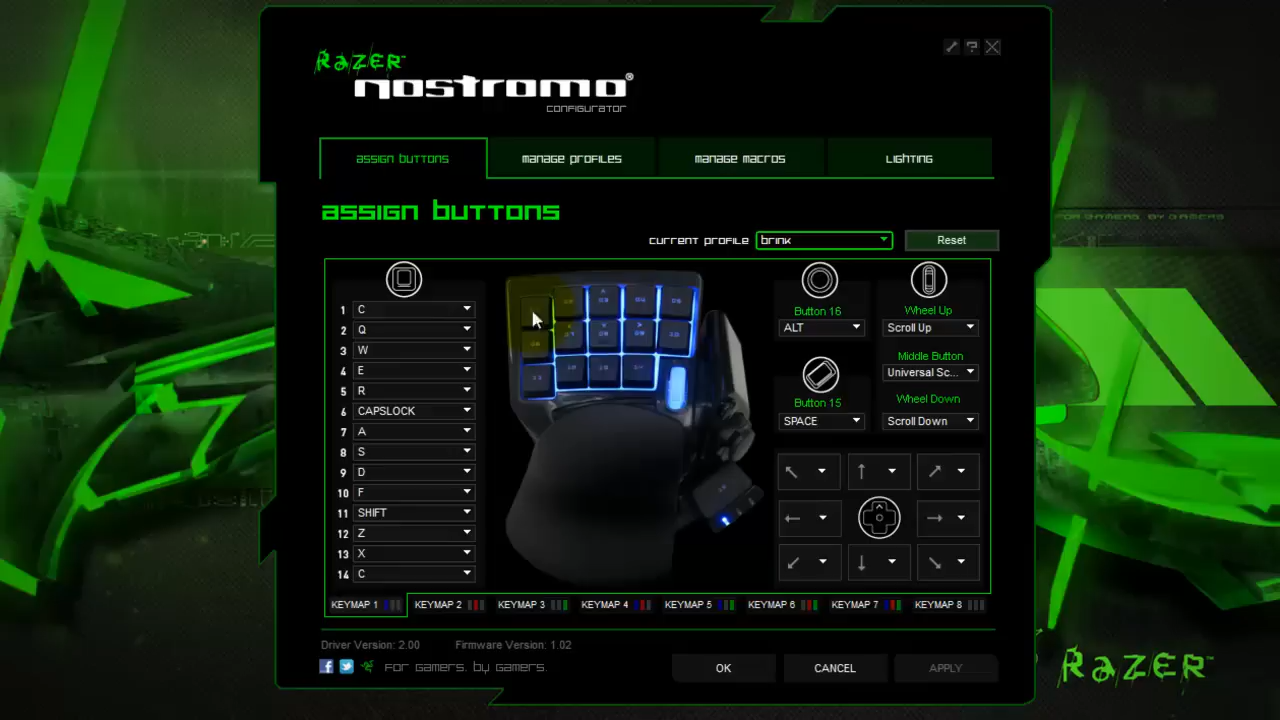 RAZER™
nostromo®
CONFIGURATOR
assign buttons
manage profiles
manage macros
Lighting
FOR GAMERS. BY GAMERS
assign buttons
current profile brink Reset
1 C
2 Q
3 W
4 E
5 R
6 CAPSLOCK
7 A
8 S
9 D
10 F
11 SHIFT
12 Z
13 X
14 C
Button 16
ALT
Button 15
SPACE
Wheel Up
Scroll Up
Middle Button
Universal Sc...
Wheel Down
Scroll Down
KEYMAP 1 KEYMAP 2 KEYMAP 3 KEYMAP 4 KEYMAP 5 KEYMAP 6 KEYMAP 7 KEYMAP 8
Driver Version: 2.00 Firmware Version: 1.02
For gamers. by gamers.
OK CANCEL APPLY
RAZER™